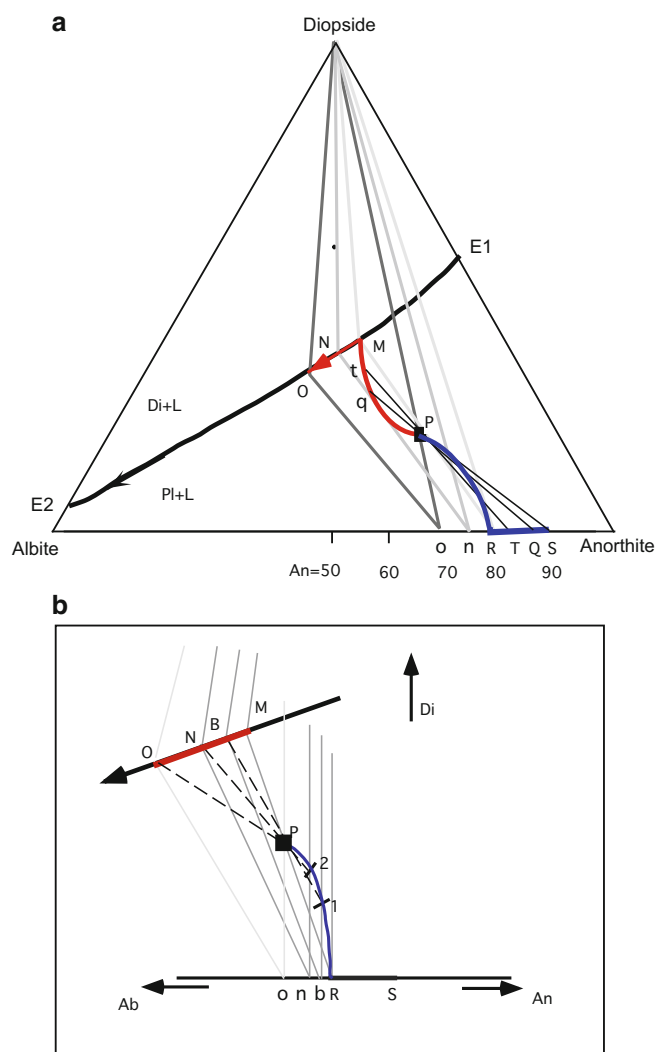 a
Diopside
E1
N M
t
O
q
P
Di+L
Pl+L
E2
Albite o n R T Q S Anorthite
An=50 60 70 80 90
b
Di
M
B
N
O
P
2
1
o n b R S
Ab An